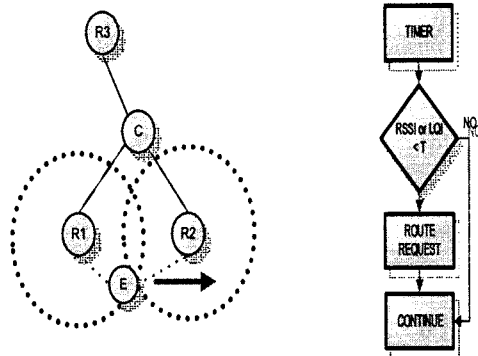 R3
C
R1
R2
E
TIMER
RSSI or LQI
< T
NO
ROUTE
REQUEST
CONTINUE